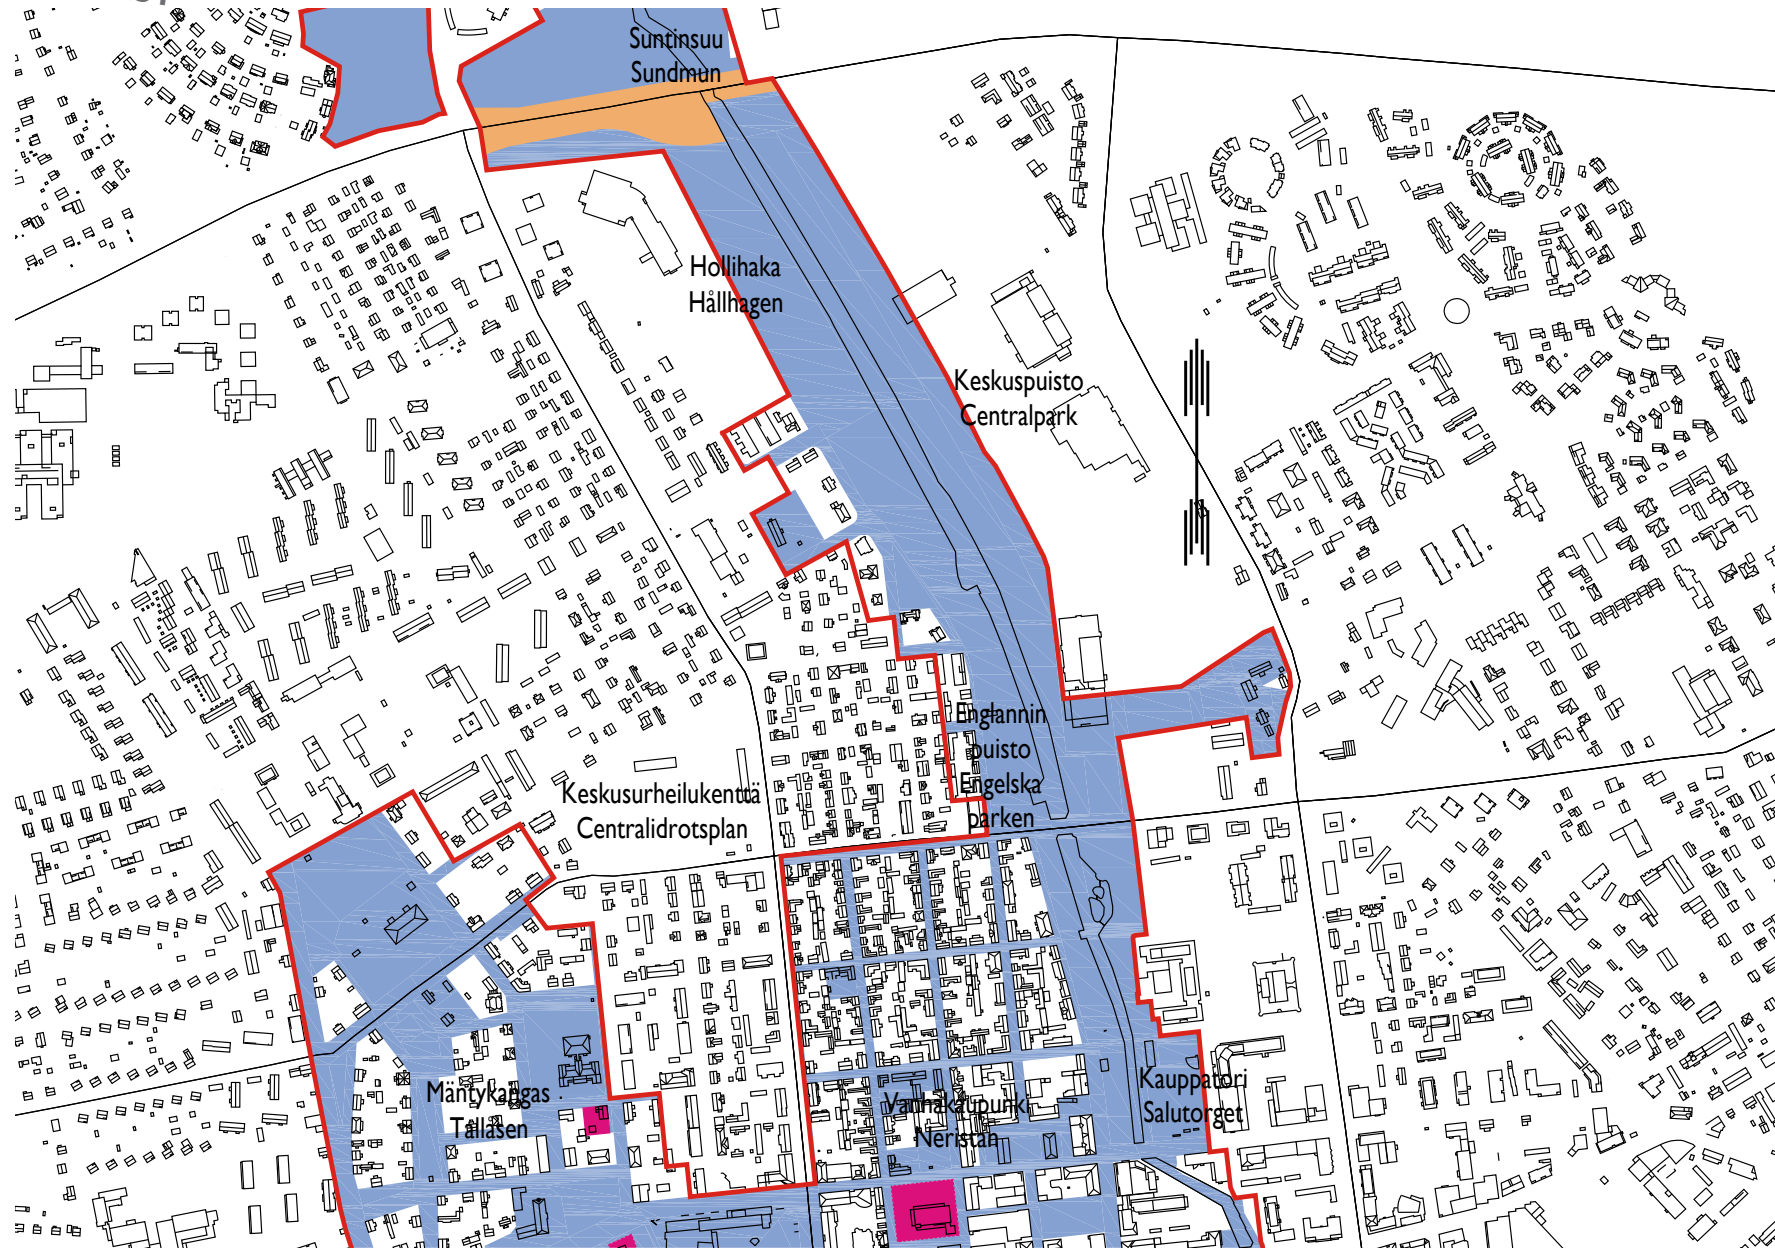 Suntinsuu
Sundmun
Hollihaka
Hållhagen
Keskuspuisto
Centralpark
Englannin
puisto
Engelska
parken
Keskusurheilukenttä
Centralidrotsplan
Mäntykangas
Tallåsen
Vanhakaupunki
Neristan
Kauppatori
Salutorget